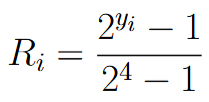 R_i = \frac{2^{y_i} - 1}{2^4 - 1}